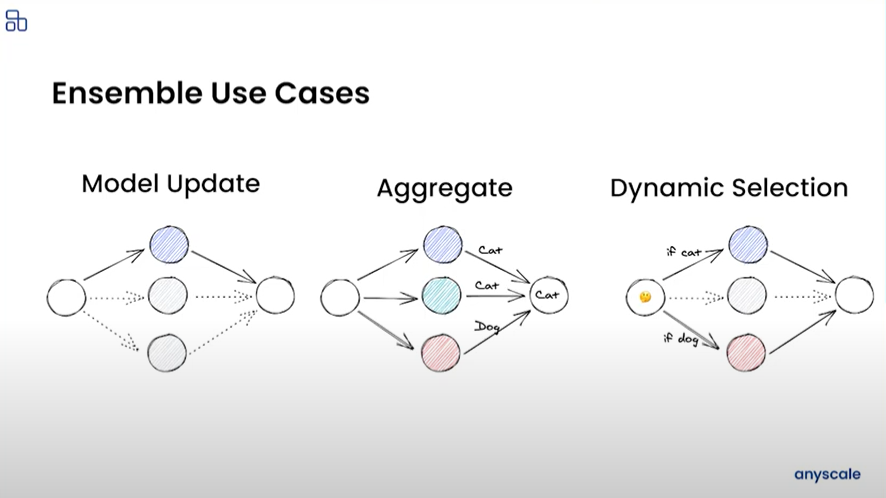 Ensemble Use Cases
Model Update
Aggregate
Cat
Cat
Dog
Cat
Dynamic Selection
if cat
if dog
anyscale